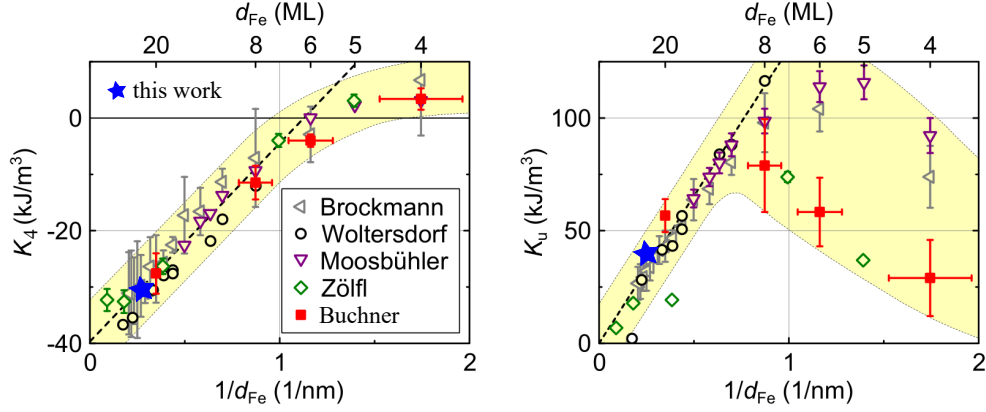 d_Fe (ML)
20 8 6 5 4
this work
0
-20
-40
K_4 (kJ/m³)
Brockmann
Woltersdorf
Moosbühler
Zölfl
Buchner
0 1 2
1/d_Fe (1/nm)
d_Fe (ML)
20 8 6 5 4
100
50
0
K_u (kJ/m³)
0 1 2
1/d_Fe (1/nm)